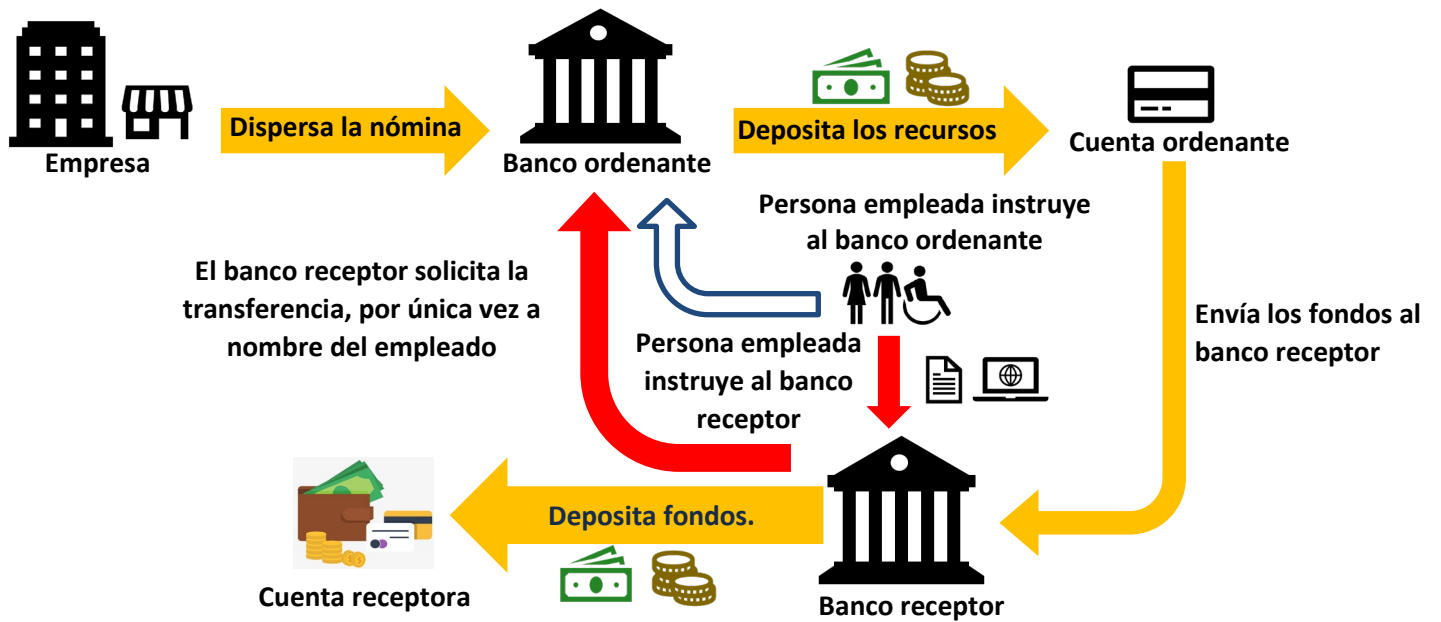 Empresa
Dispersa la nómina
Banco ordenante
Deposita los recursos
Cuenta ordenante
Persona empleada instruye
al banco ordenante
El banco receptor solicita la
transferencia, por única vez a
nombre del empleado
Persona empleada
instruye al banco
receptor
Envía los fondos al
banco receptor
Deposita fondos.
Cuenta receptora
Banco receptor